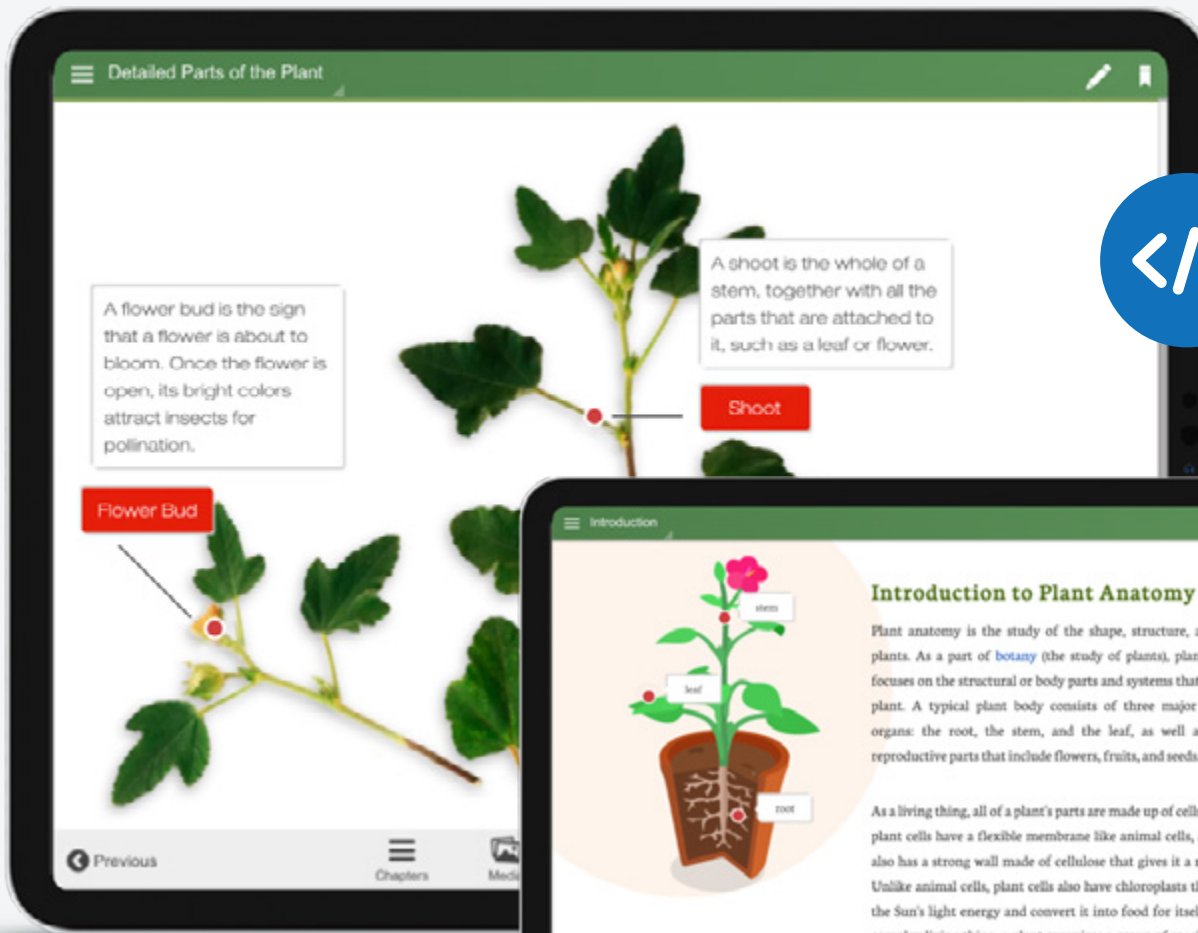 Detailed Parts of the Plant
A shoot is the whole of a
stem, together with all the
parts that are attached to
it, such as a leaf or flower.
Shoot
A flower bud is the sign
that a flower is about to
bloom. Once the flower is
open, its bright colors
attract insects for
pollination.
Flower Bud
Previous
Chapters
</
Introduction
stem
leaf
root
Introduction to Plant Anatomy
Plant anatomy is the study of the shape, structure,
plants. As a part of botany (the study of plants),
focuses on the structural or body parts and systems
plant. A typical plant body consists of three major
organs: the root, the stem, and the leaf, as well
reproductive parts that include flowers, fruits, and seeds
As a living thing, all of a plant's parts are made up of
plant cells have a flexible membrane like animal cells,
also has a strong wall made of cellulose that gives it a
Unlike animal cells, plant cells also have chloroplasts
the Sun's light energy and convert it into food for